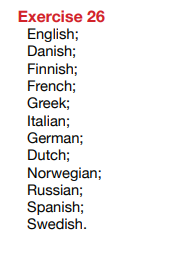 Exercise 26
English;
Danish;
Finnish;
French;
Greek;
Italian;
German;
Dutch;
Norwegian;
Russian;
Spanish;
Swedish.